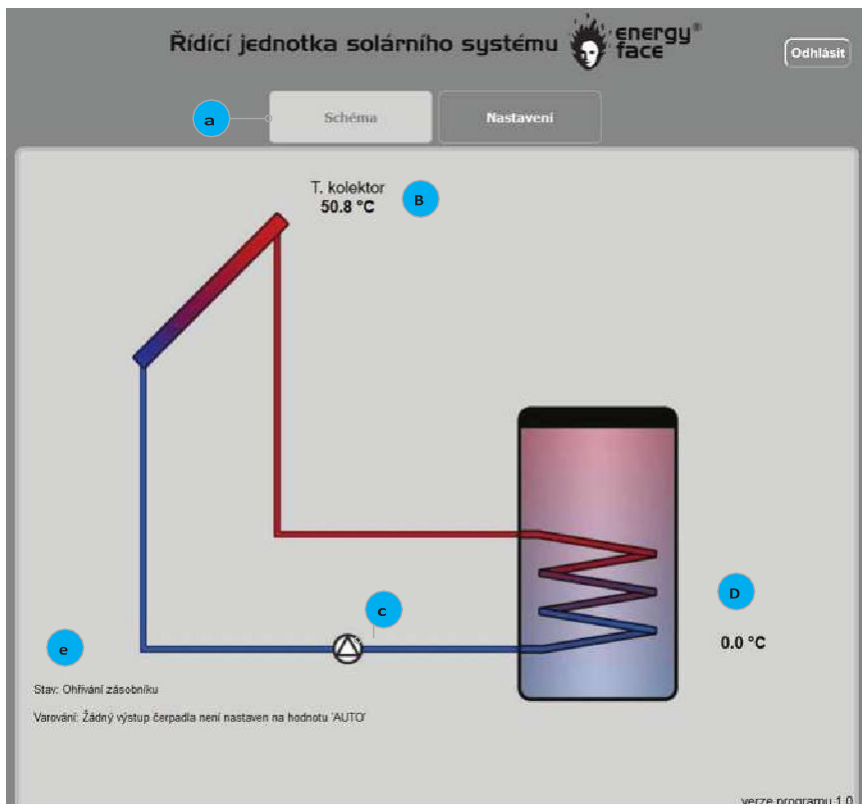 Řídící jednotka solárního systému
energy®
face
Odhlásit
a
Schéma
Nastavení
T. kolektor
50.8 °C
B
c
D
0.0 °C
e
Stav: Ohřívání zásobníku
Varování: Žádný výstup čerpadla není nastaven na hodnotu 'AUTO'
verze programu 1.0